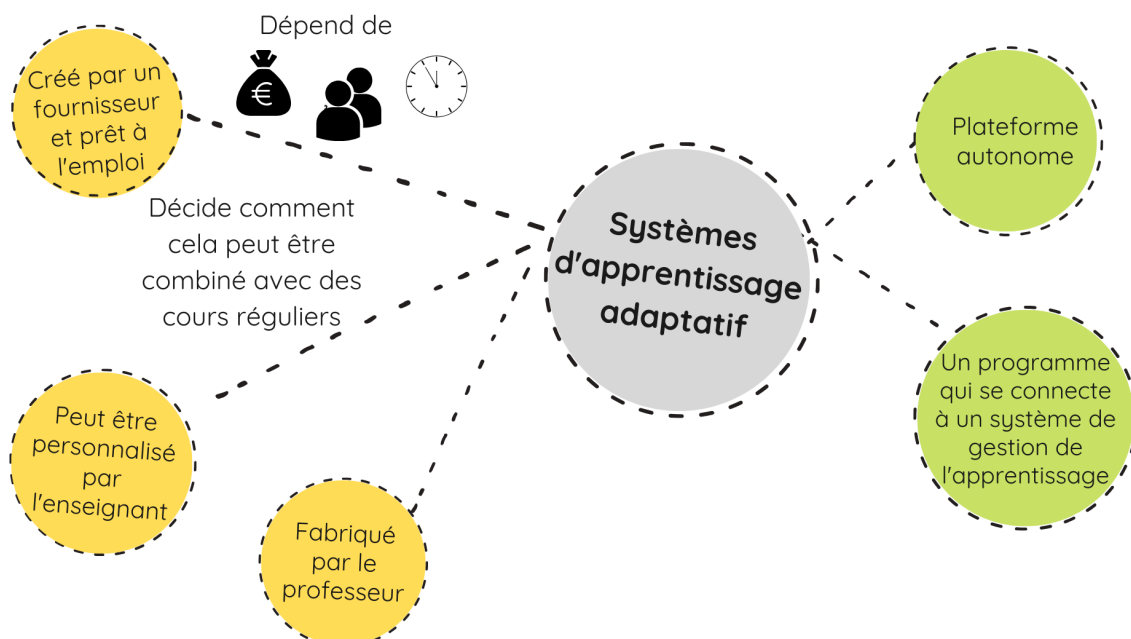 Dépend de
Créé par un
fournisseur
et prêt à
l'emploi
€
Décide comment
cela peut être
combiné avec des
cours réguliers
Peut être
personnalisé
par
l'enseignant
Fabriqué
par le
professeur
Systèmes
d'apprentissage
adaptatif
Plateforme
autonome
Un programme
qui se connecte
à un système de
gestion de
l'apprentissage